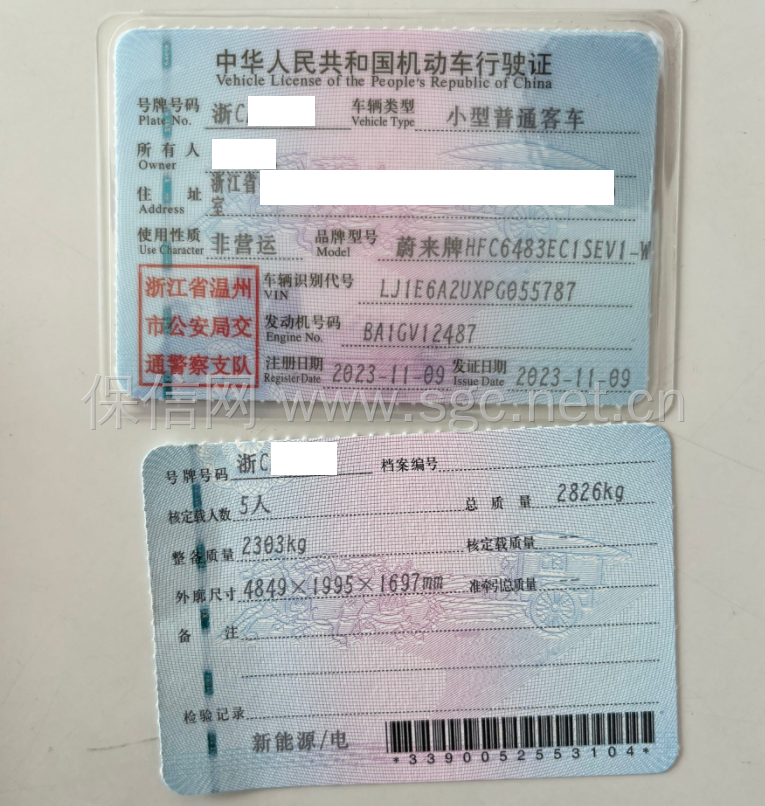 中华人民共和国机动车行驶证
Vehicle License of the People's Republic of China
号牌号码 浙C 车辆类型 小型普通客车
Plate No. Vehicle Type
所有人
Owner
住址 浙江省
Address 室
使用性质 非营运 品牌型号 蔚来牌HFC6483EC1SEV1-W
Use Character Model
浙江省温州
市公安局交
通警察支队
车辆识别代号 LJ1E6A2UXPG055787
VIN
发动机号码 BA1GV12487
Engine No.
注册日期 2023-11-09 发证日期 2023-11-09
Register Date Issue Date
保信网 www.sgc.net.cn
号牌号码 浙C 档案编号
核定载人数 5人 总质量 2826kg
整备质量 2303kg 核定载质量
外廓尺寸 4849×1995×1697mm 准牵引总质量
备注
检验记录
新能源/电
*3390052553104*